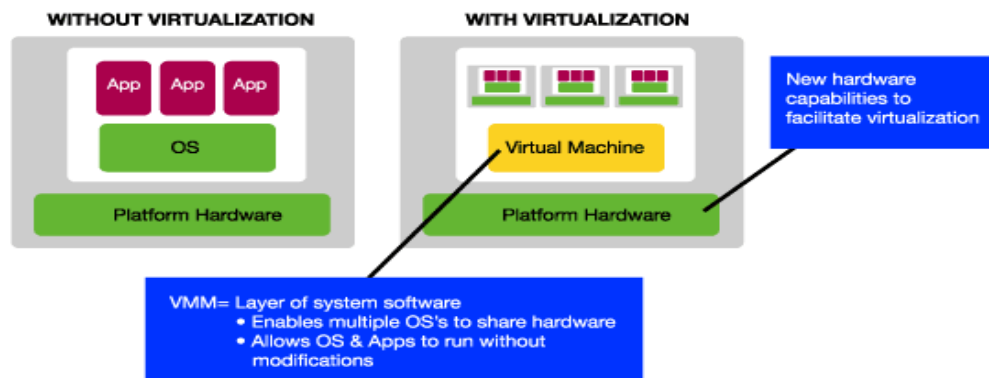 WITHOUT VIRTUALIZATION
App App App
OS
Platform Hardware
WITH VIRTUALIZATION
Virtual Machine
Platform Hardware
New hardware
capabilities to
facilitate virtualization
VMM= Layer of system software
• Enables multiple OS's to share hardware
• Allows OS & Apps to run without
modifications